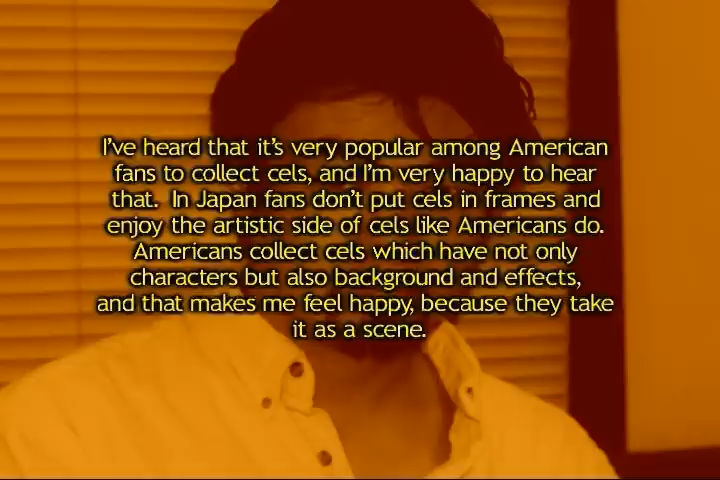 I've heard that it's very popular among American
fans to collect cels, and I'm very happy to hear
that.  In Japan fans don't put cels in frames and
enjoy the artistic side of cels like Americans do.
Americans collect cels which have not only
characters but also background and effects,
and that makes me feel happy, because they take
it as a scene.